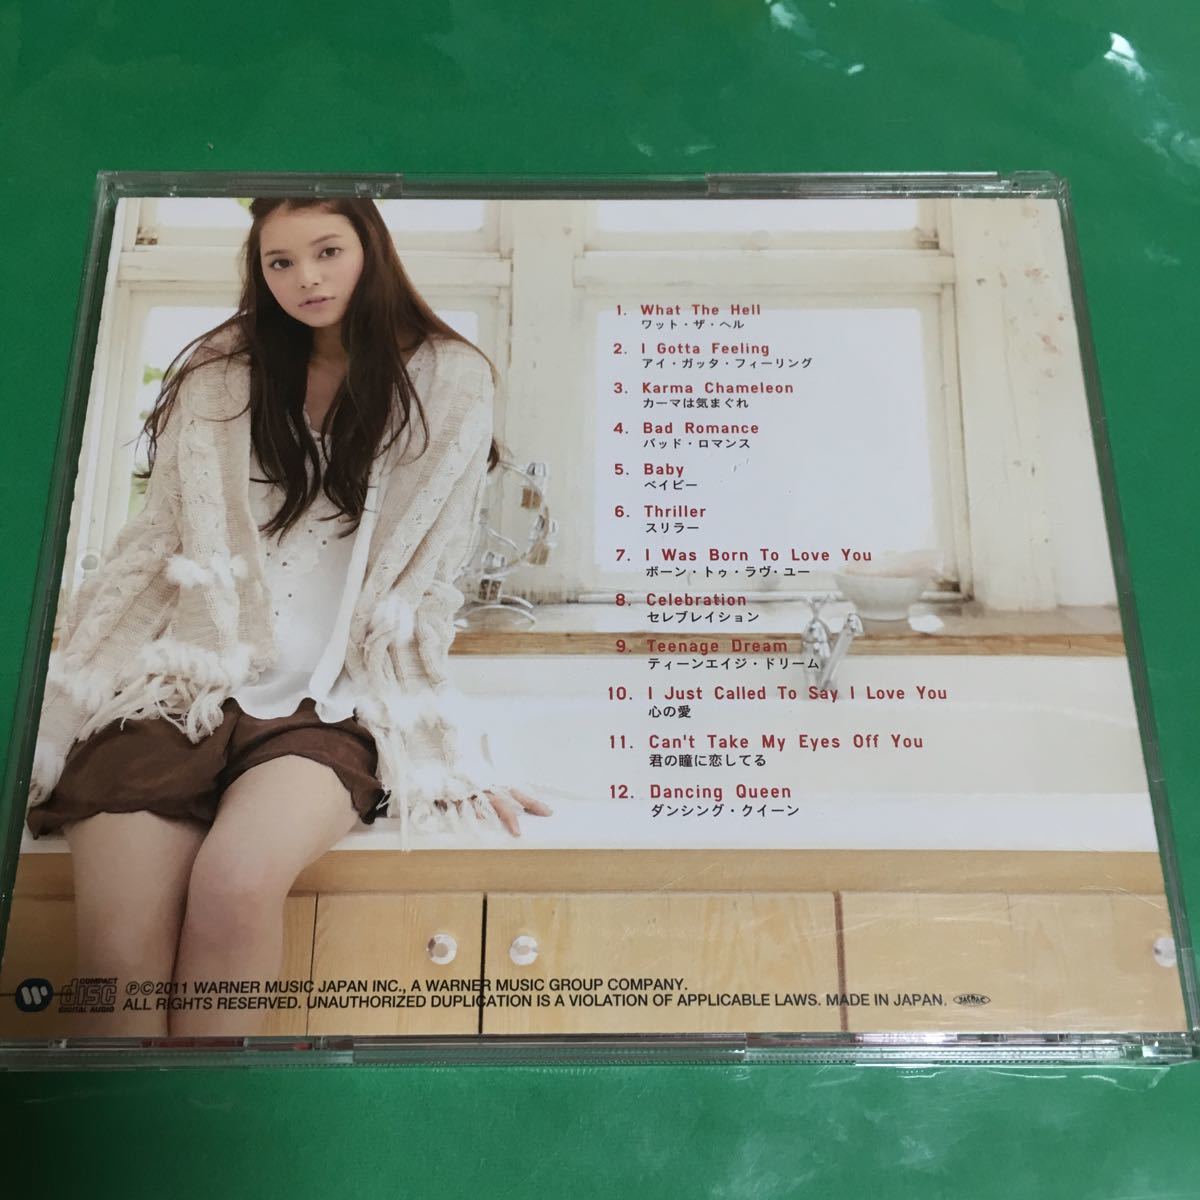 1. What The Hell
ワット・ザ・ヘル
2. I Gotta Feeling
アイ・ガッタ・フィーリング
3. Karma Chameleon
カーマは気まぐれ
4. Bad Romance
バッド・ロマンス
5. Baby
ベイビー
6. Thriller
スリラー
7. I Was Born To Love You
ボーン・トゥ・ラヴ・ユー
8. Celebration
セレブレイション
9. Teenage Dream
ティーンエイジ・ドリーム
10. I Just Called To Say I Love You
心の愛
11. Can't Take My Eyes Off You
君の瞳に恋してる
12. Dancing Queen
ダンシング・クイーン
COMPACT
disc
DIGITAL AUDIO
℗©2011 WARNER MUSIC JAPAN INC., A WARNER MUSIC GROUP COMPANY.
ALL RIGHTS RESERVED. UNAUTHORIZED DUPLICATION IS A VIOLATION OF APPLICABLE LAWS. MADE IN JAPAN.